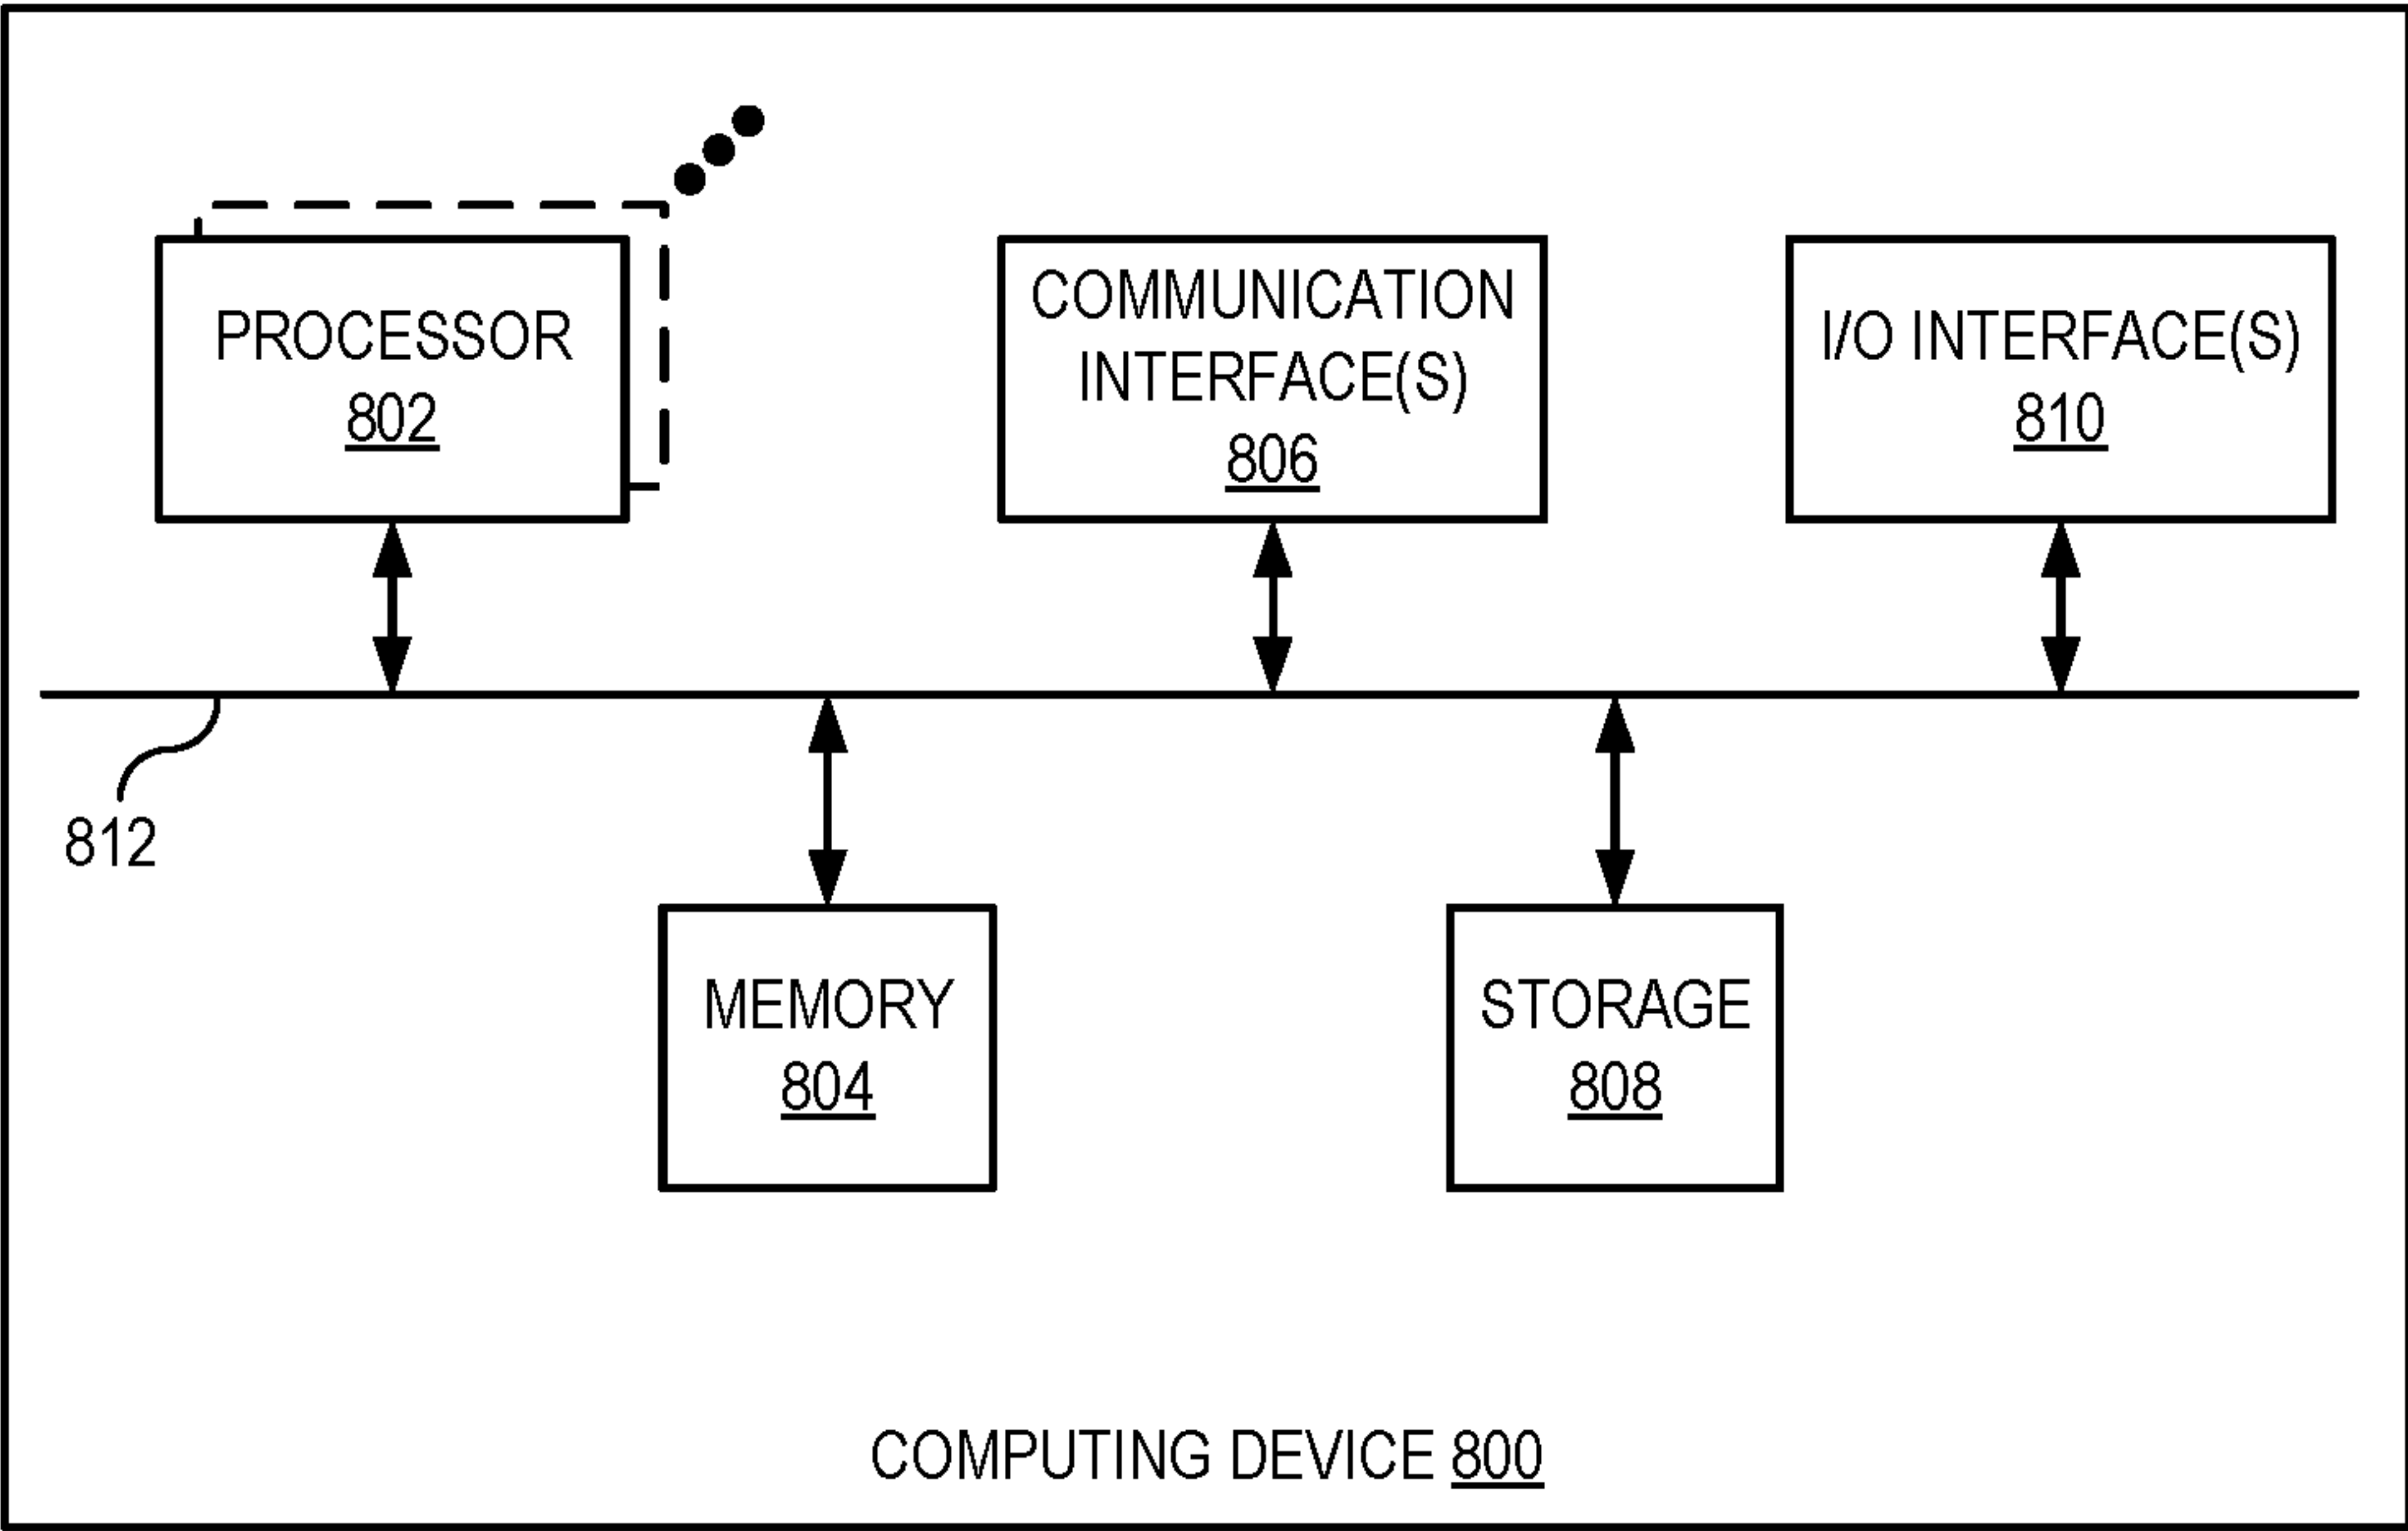 PROCESSOR
802
COMMUNICATION
INTERFACE(S)
806
I/O INTERFACE(S)
810
812
MEMORY
804
STORAGE
808
COMPUTING DEVICE 800